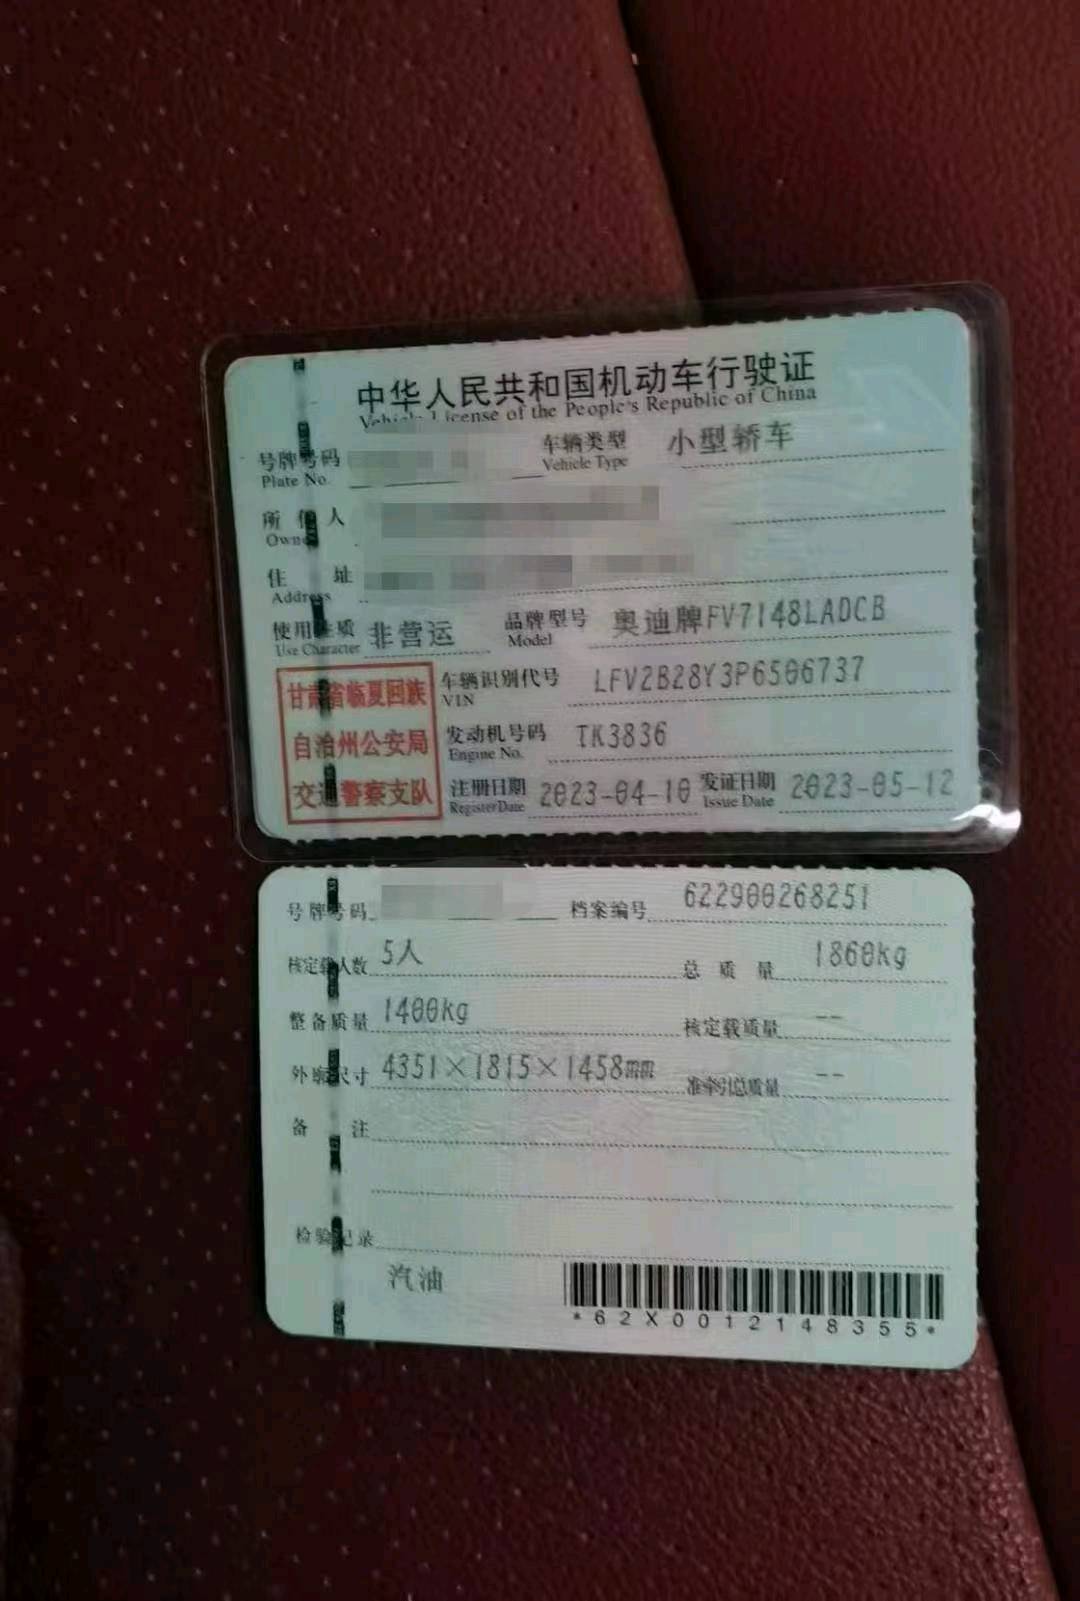 中华人民共和国机动车行驶证
Vehicle License of the People's Republic of China
号牌号码 车辆类型 小型轿车
Plate No. Vehicle Type
所有人
Owner
住 址
Address
使用性质 非营运 品牌型号 奥迪牌FV7148LADCB
Use Character Model
甘肃省临夏回族
自治州公安局
交通警察支队
车辆识别代号 LFV2B28Y3P6506737
VIN
发动机号码 TK3836
Engine No.
注册日期 2023-04-10 发证日期 2023-05-12
Register Date Issue Date
号牌号码 档案编号 622900268251
核定载人数 5人 总质量 1860kg
整备质量 1400kg 核定载质量 --
外廓尺寸 4351×1815×1458mm 准牵引总质量 --
备 注
检验记录
汽油
*62X0012148355*